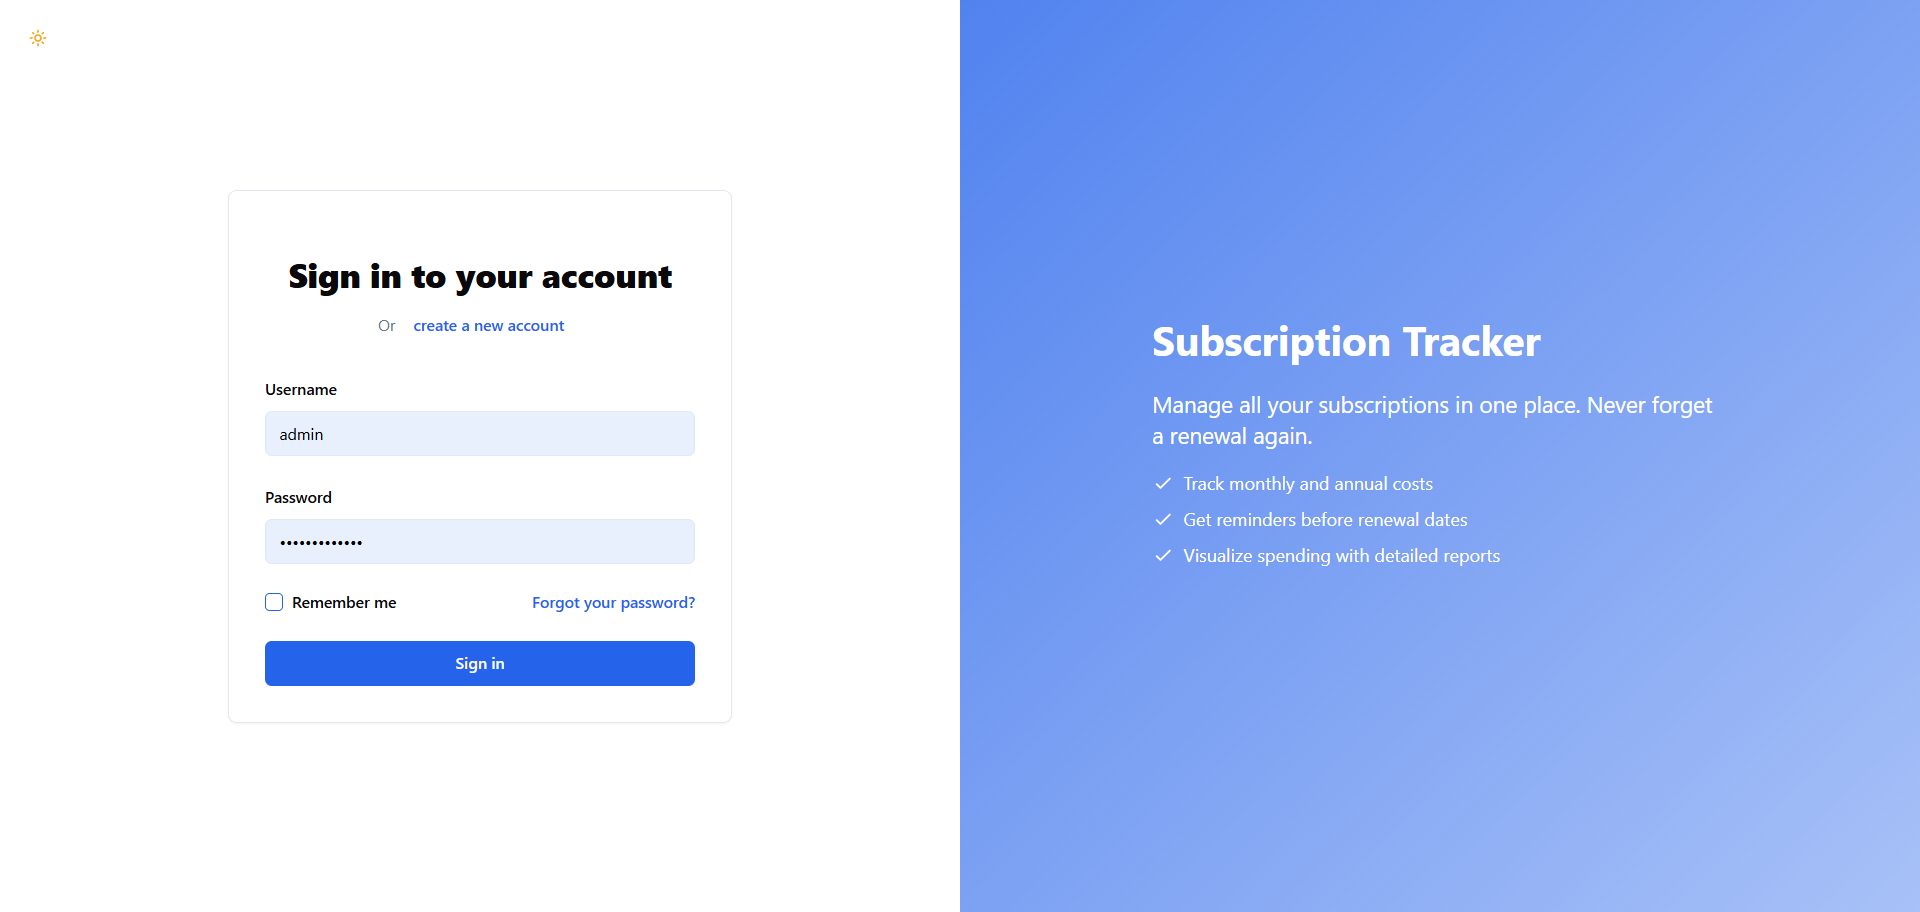 Sign in to your account
Or create a new account
Username
admin
Password
•••••••••••••
Remember me
Forgot your password?
Sign in
Subscription Tracker
Manage all your subscriptions in one place. Never forget
a renewal again.
Track monthly and annual costs
Get reminders before renewal dates
Visualize spending with detailed reports